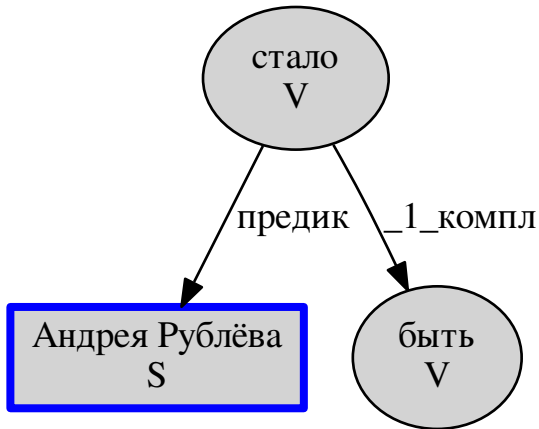 стало
V
предик
_1_компл
Андрея Рублёва
S
быть
V